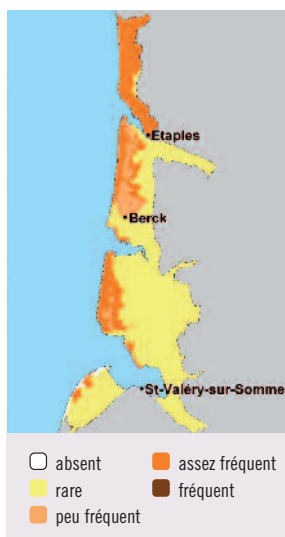 Etaples
Berck
St-Valéry-sur-Somme
absent
assez fréquent
rare
fréquent
peu fréquent